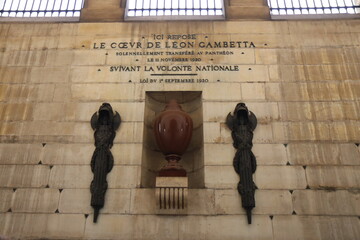 ICI REPOSE
LE CŒUR DE LÉON GAMBETTA
SOLENNELLEMENT TRANSFÉRÉ AU PANTHÉON
LE 11 NOVEMBRE 1920
SUIVANT LA VOLONTÉ NATIONALE
LOI DU 1ER SEPTEMBRE 1920